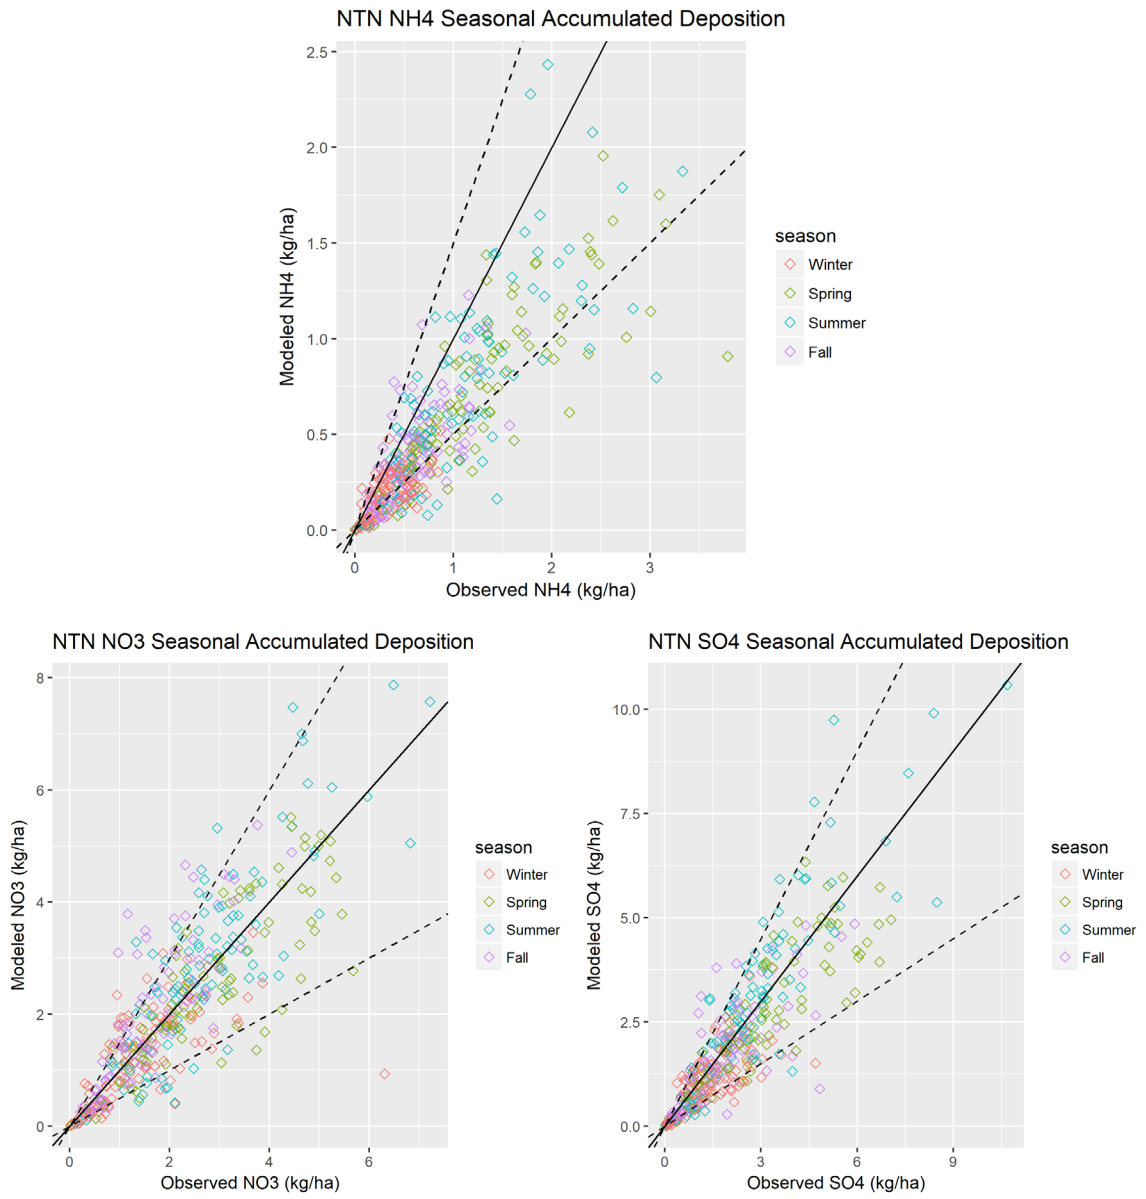 NTN NH4 Seasonal Accumulated Deposition
2.5
2.0
1.5
1.0
0.5
0.0
Modeled NH4 (kg/ha)
0 1 2 3
Observed NH4 (kg/ha)
season
Winter
Spring
Summer
Fall
NTN NO3 Seasonal Accumulated Deposition
8
6
4
2
0
Modeled NO3 (kg/ha)
0 2 4 6
Observed NO3 (kg/ha)
season
Winter
Spring
Summer
Fall
NTN SO4 Seasonal Accumulated Deposition
10.0
7.5
5.0
2.5
0.0
Modeled SO4 (kg/ha)
0 3 6 9
Observed SO4 (kg/ha)
season
Winter
Spring
Summer
Fall